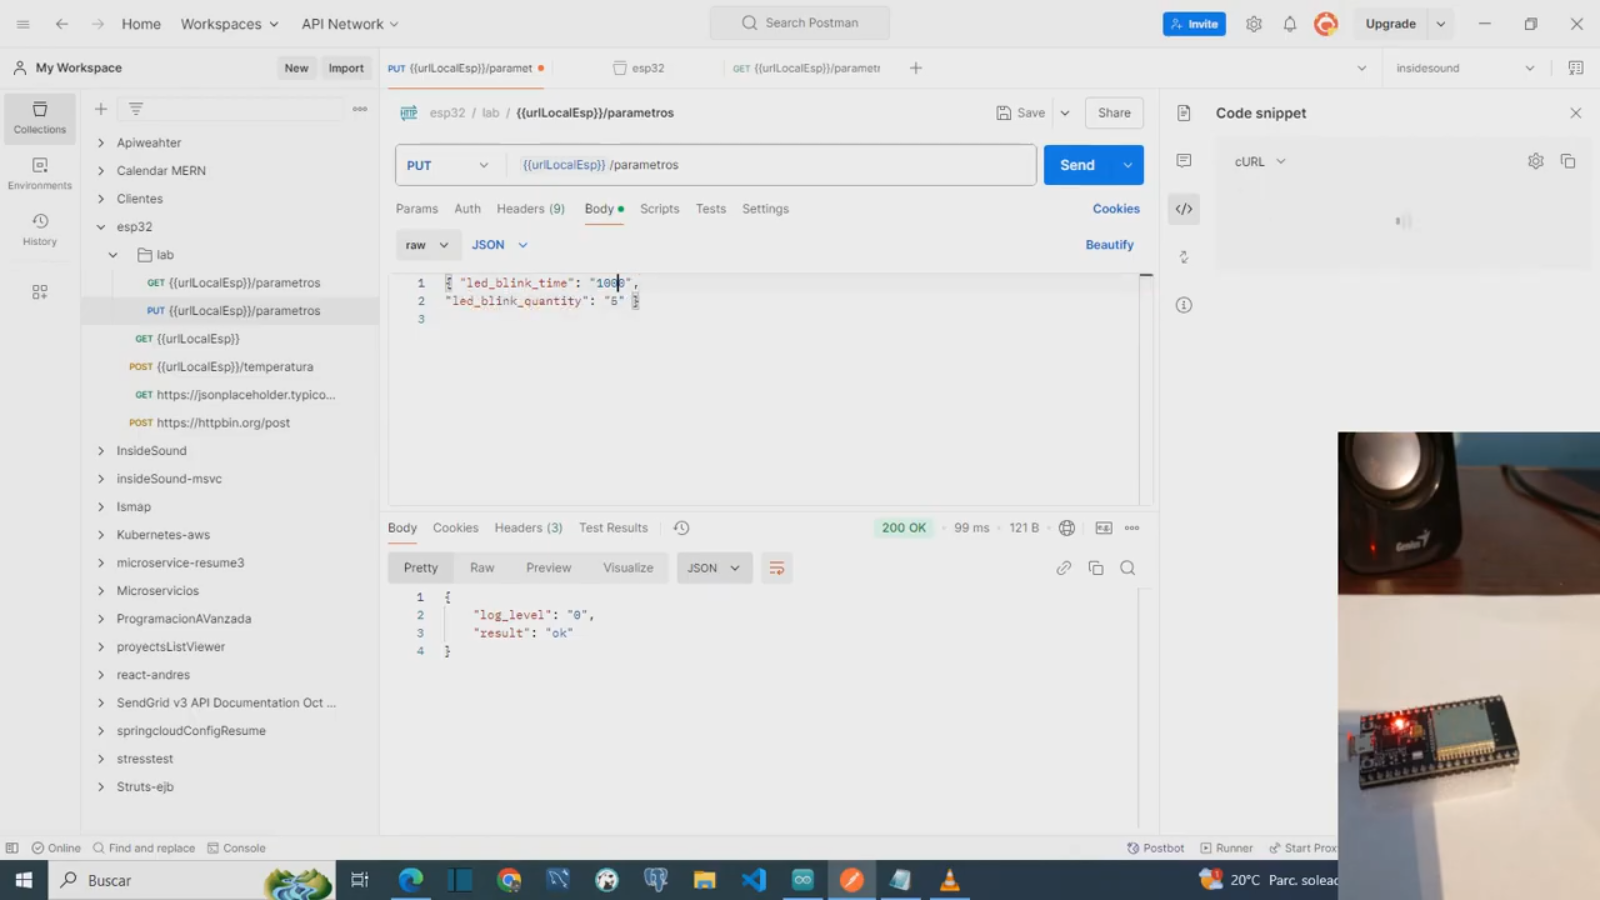 Home
Workspaces
API Network
Search Postman
Invite
Upgrade
My Workspace
New
Import
PUT {{urlLocalEsp}}/paramet
esp32
GET {{urlLocalEsp}}/parametr
insidesound
Collections
Environments
History
Apiweahter
Calendar MERN
Clientes
esp32
lab
GET {{urlLocalEsp}}/parametros
PUT {{urlLocalEsp}}/parametros
GET {{urlLocalEsp}}
POST {{urlLocalEsp}}/temperatura
GET https://jsonplaceholder.typico...
POST https://httpbin.org/post
InsideSound
insideSound-msvc
Ismap
Kubernetes-aws
microservice-resume3
Microservicios
ProgramacionAVanzada
proyectsListViewer
react-andres
SendGrid v3 API Documentation Oct ...
springcloudConfigResume
stresstest
Struts-ejb
HTTP esp32 / lab / {{urlLocalEsp}}/parametros
Save
Share
PUT
{{urlLocalEsp}} /parametros
Send
Params
Auth
Headers (9)
Body
Scripts
Tests
Settings
Cookies
raw
JSON
Beautify
1 { "led_blink_time": "1000",
2 "led_blink_quantity": "5" }
3
Body
Cookies
Headers (3)
Test Results
200 OK
99 ms
121 B
Pretty
Raw
Preview
Visualize
JSON
1 {
2 "log_level": "0",
3 "result": "ok"
4 }
Code snippet
cURL
Genius
Online
Find and replace
Console
Postbot
Runner
Start Prox
Buscar
20°C Parc. solead